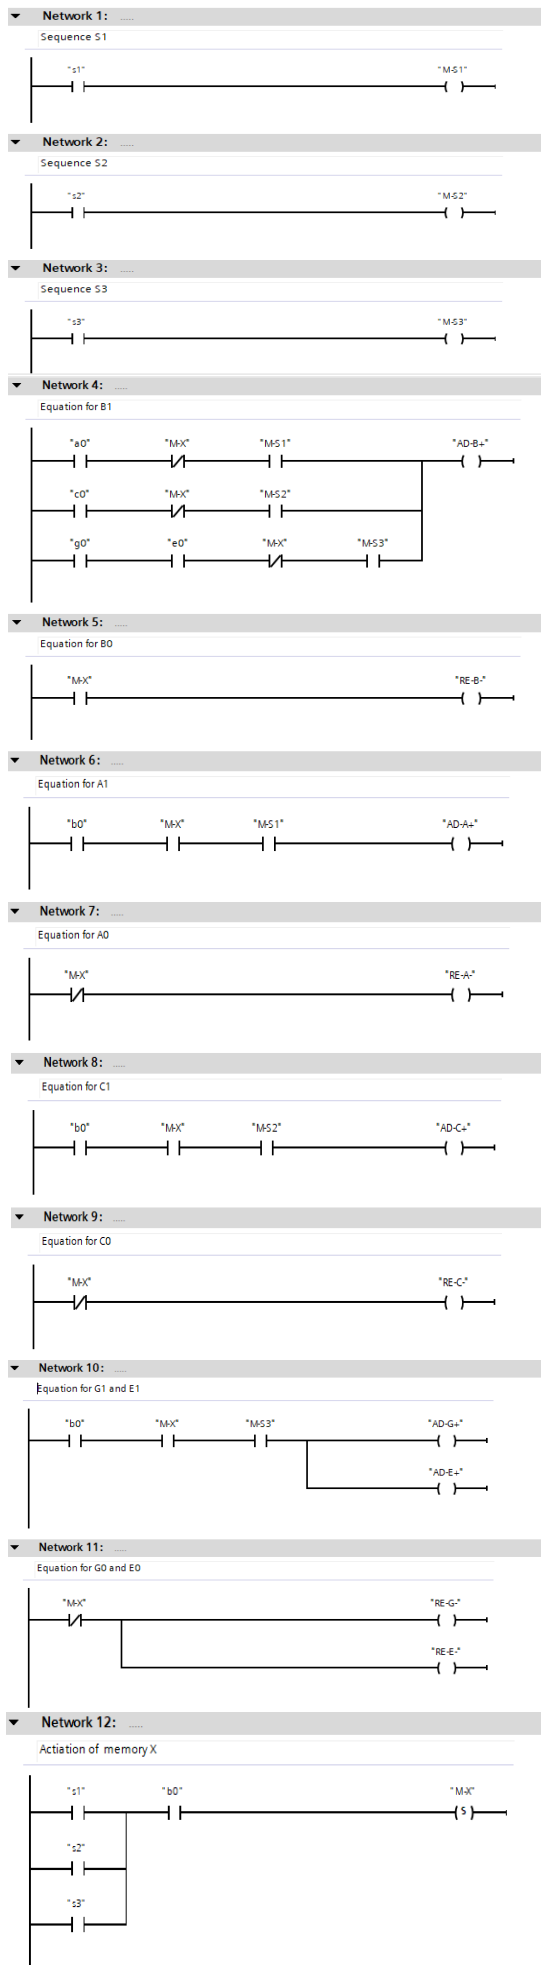 Network 1: .....
Sequence S1
"s1" "M-S1"
Network 2: .....
Sequence S2
"s2" "M-S2"
Network 3: .....
Sequence S3
"s3" "M-S3"
Network 4: .....
Equation for B1
"a0" "M-X" "M-S1" "AD-B+"
"c0" "M-X" "M-S2"
"g0" "e0" "M-X" "M-S3"
Network 5: .....
Equation for B0
"M-X" "RE-B-"
Network 6: .....
Equation for A1
"b0" "M-X" "M-S1" "AD-A+"
Network 7: .....
Equation for A0
"M-X" "RE-A-"
Network 8: .....
Equation for C1
"b0" "M-X" "M-S2" "AD-C+"
Network 9: .....
Equation for C0
"M-X" "RE-C-"
Network 10: .....
Equation for G1 and E1
"b0" "M-X" "M-S3" "AD-G+"
"AD-E+"
Network 11: .....
Equation for G0 and E0
"M-X" "RE-G-"
"RE-E-"
Network 12: .....
Actiation of memory X
"s1" "b0" "M-X"
S
"s2"
"s3"